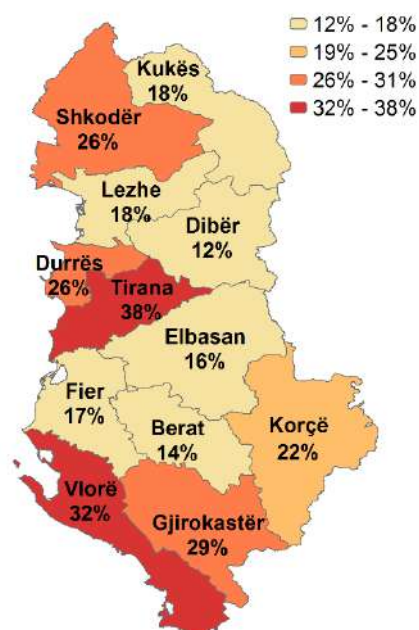 12% - 18%
19% - 25%
26% - 31%
32% - 38%
Kukës
18%
Shkodër
26%
Lezhe
18%
Dibër
12%
Durrës
26%
Tirana
38%
Elbasan
16%
Fier
17%
Berat
14%
Korçë
22%
Vlorë
32%
Gjirokastër
29%